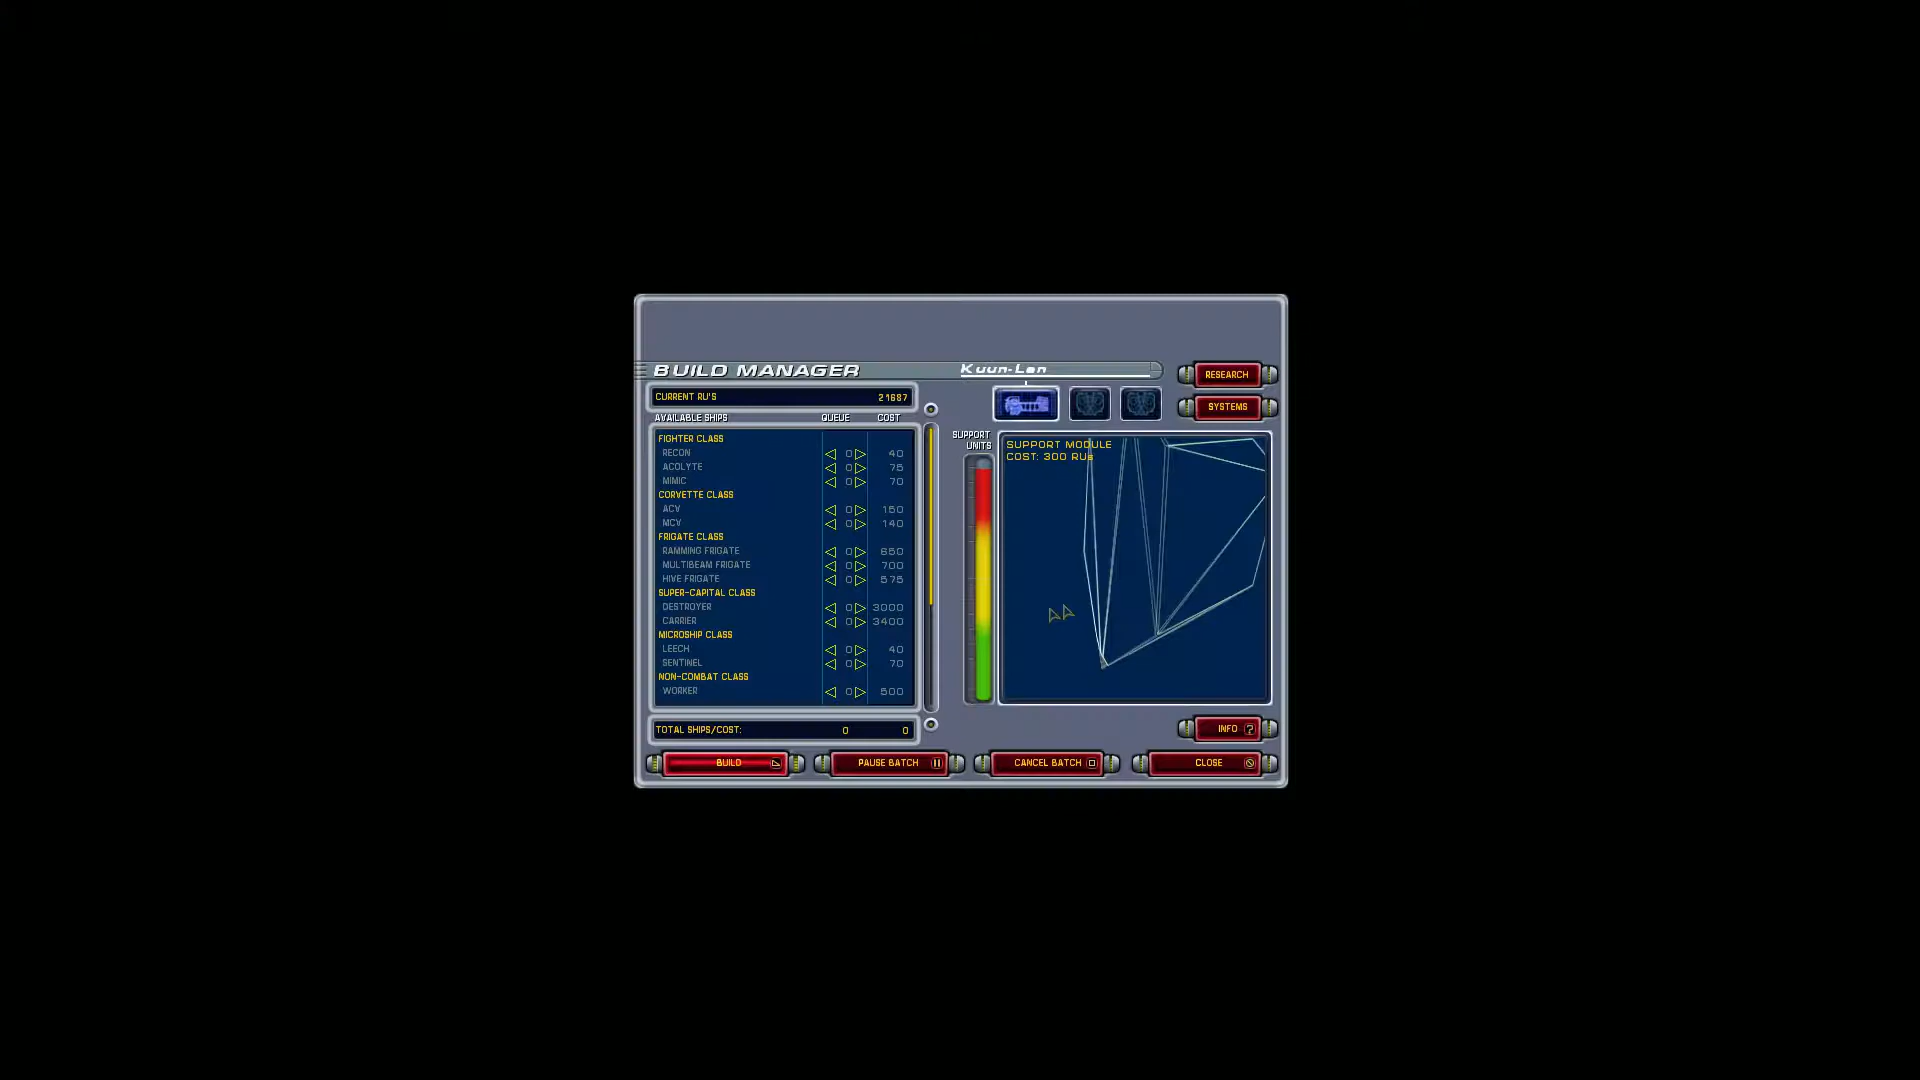 BUILD MANAGER
Kuun-Lan
RESEARCH
CURRENT RU'S 21687
SYSTEMS
AVAILABLE SHIPS QUEUE COST
FIGHTER CLASS
RECON 0 40
ACOLYTE 0 75
MIMIC 0 70
CORVETTE CLASS
ACV 0 150
MCV 0 140
FRIGATE CLASS
RAMMING FRIGATE 0 650
MULTIBEAM FRIGATE 0 700
HIVE FRIGATE 0 575
SUPER-CAPITAL CLASS
DESTROYER 0 3000
CARRIER 0 3400
MICROSHIP CLASS
LEECH 0 40
SENTINEL 0 70
NON-COMBAT CLASS
WORKER 0 500
SUPPORT
UNITS
SUPPORT MODULE
COST: 300 RUs
TOTAL SHIPS/COST: 0 0
INFO ?
BUILD
PAUSE BATCH
CANCEL BATCH
CLOSE